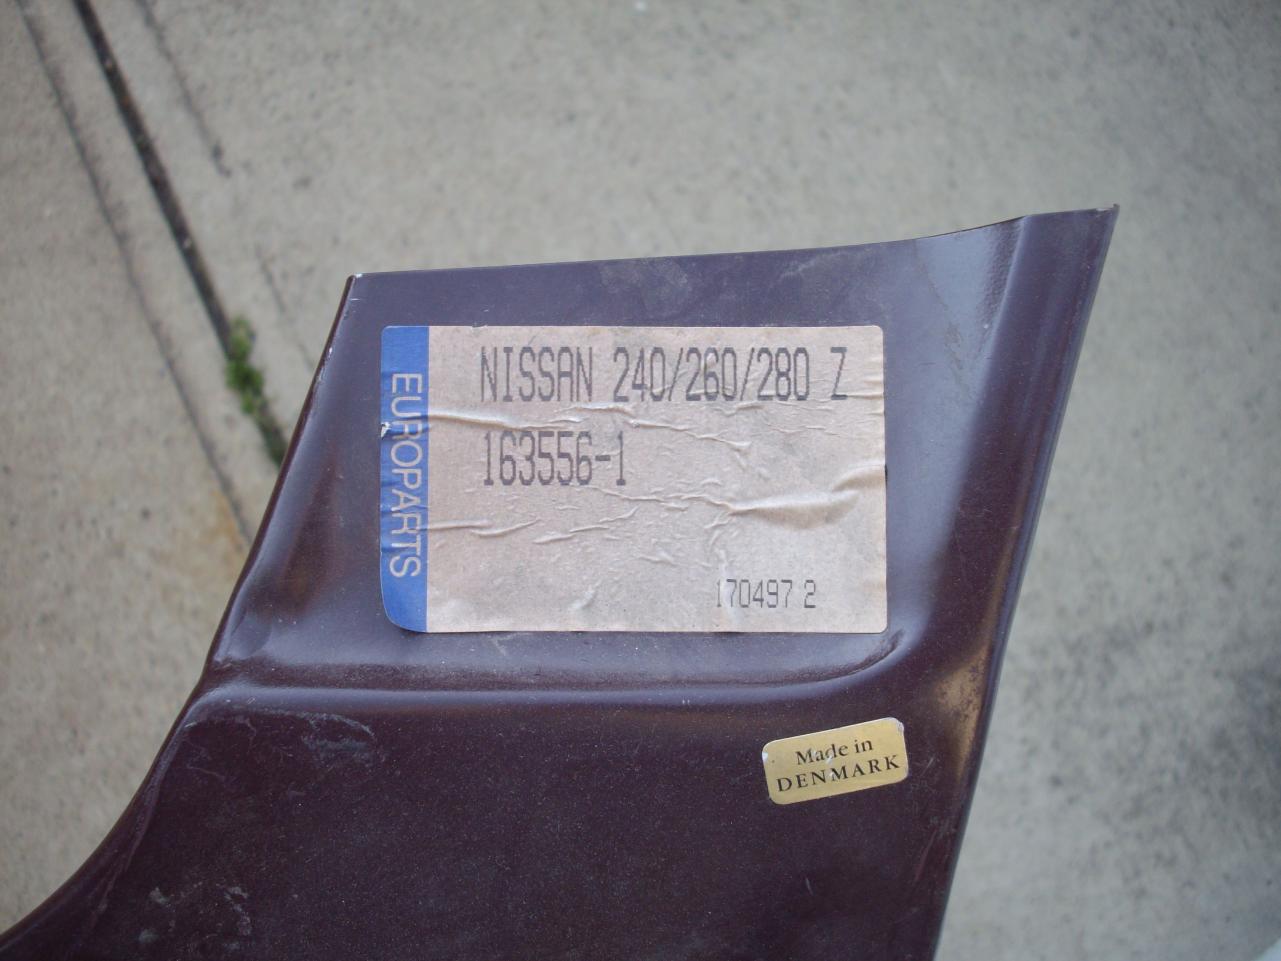 EUROPARTS
NISSAN 240/260/280 Z
163556-1
170497 2
Made in
DENMARK